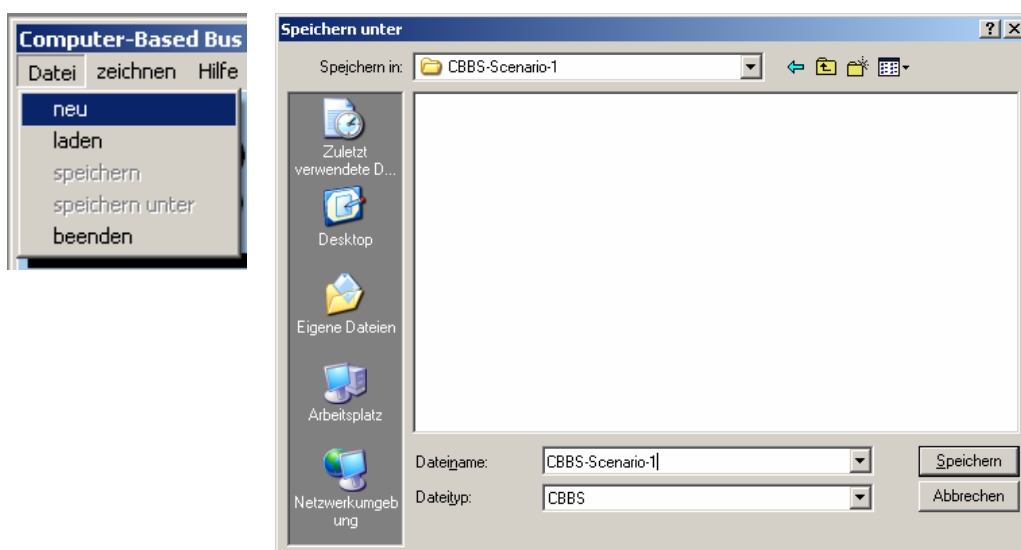 Computer-Based Bus
Datei zeichnen Hilfe
neu
laden
speichern
speichern unter
beenden
Speichern unter
Speichern in: CBBS-Scenario-1
Zuletzt
verwendete D...
Desktop
Eigene Dateien
Arbeitsplatz
Netzwerkumgeb
ung
Dateiname: CBBS-Scenario-1
Speichern
Dateityp: CBBS
Abbrechen